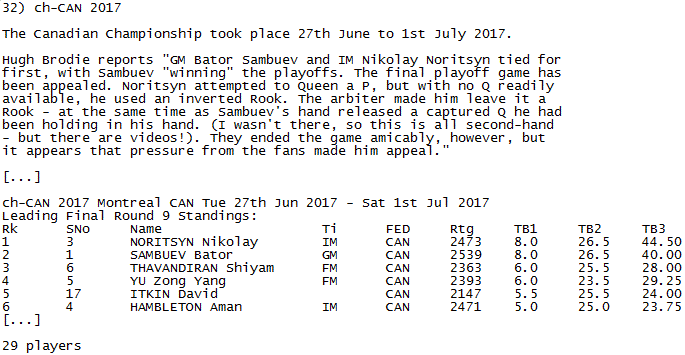 32) ch-CAN 2017
The Canadian Championship took place 27th June to 1st July 2017.
Hugh Brodie reports "GM Bator Sambuev and IM Nikolay Noritsyn tied for
first, with Sambuev "winning" the playoffs. The final playoff game has
been appealed. Noritsyn attempted to Queen a P, but with no Q readily
available, he used an inverted Rook. The arbiter made him leave it a
Rook - at the same time as Sambuev's hand released a captured Q he had
been holding in his hand. (I wasn't there, so this is all second-hand
- but there are videos!). They ended the game amicably, however, but
it appears that pressure from the fans made him appeal."
[...]
ch-CAN 2017 Montreal CAN Tue 27th Jun 2017 - Sat 1st Jul 2017
Leading Final Round 9 Standings:
Rk SNo Name Ti FED Rtg TB1 TB2 TB3
1 3 NORITSYN Nikolay IM CAN 2473 8.0 26.5 44.50
2 1 SAMBUEV Bator GM CAN 2539 8.0 26.5 40.00
3 6 THAVANDIRAN Shiyam FM CAN 2363 6.0 25.5 28.00
4 5 YU Zong Yang FM CAN 2393 6.0 23.5 29.25
5 17 ITKIN David CAN 2147 5.5 25.5 24.00
6 4 HAMBLETON Aman IM CAN 2471 5.0 25.0 23.75
[...]
29 players